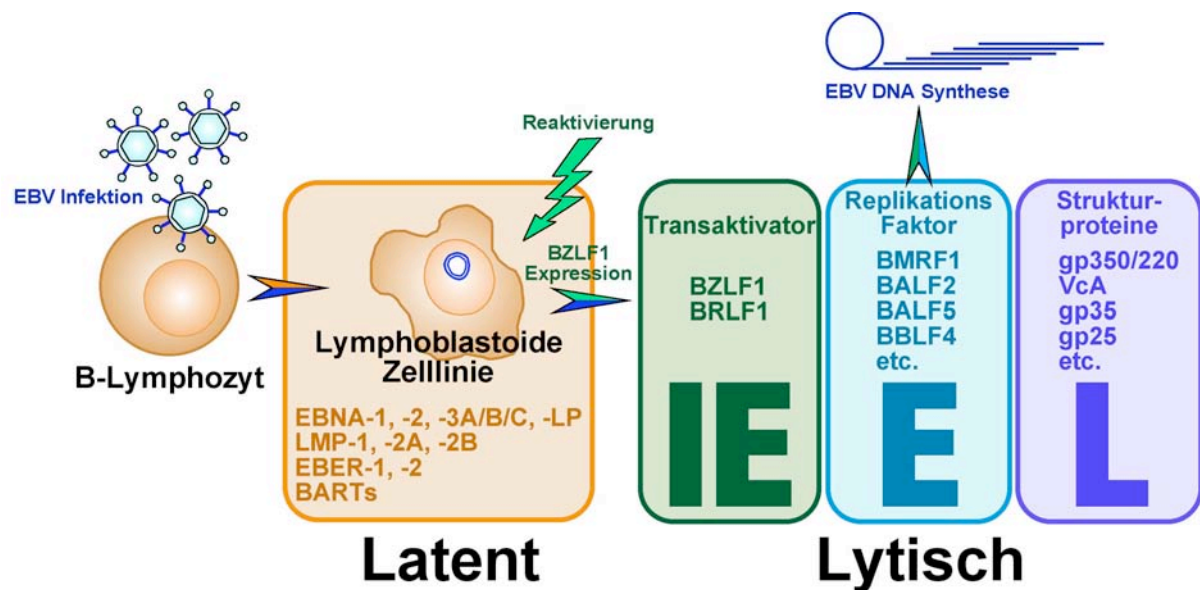 EBV Infektion
B-Lymphozyt
Reaktivierung
BZLF1
Expression
Lymphoblastoide
Zelllinie
EBNA-1, -2, -3A/B/C, -LP
LMP-1, -2A, -2B
EBER-1, -2
BARTs
Latent
Transaktivator
BZLF1
BRLF1
IE
EBV DNA Synthese
Replikations
Faktor
BMRF1
BALF2
BALF5
BBLF4
etc.
E
Struktur-
proteine
gp350/220
VcA
gp35
gp25
etc.
L
Lytisch